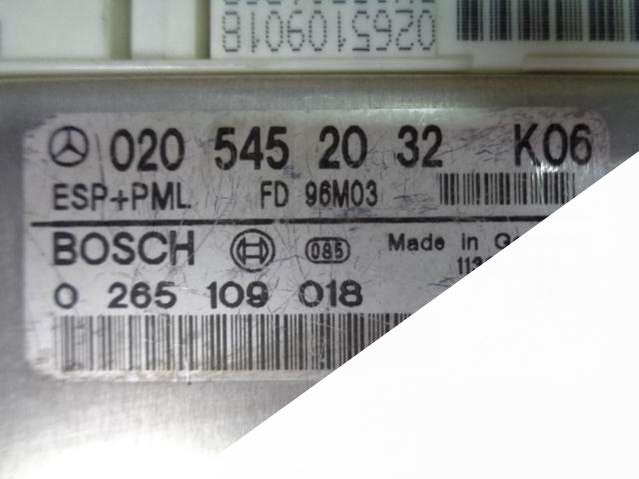 0265109018
020 545 20 32 K06
ESP+PML FD 96M03
BOSCH 085 Made in
0 265 109 018